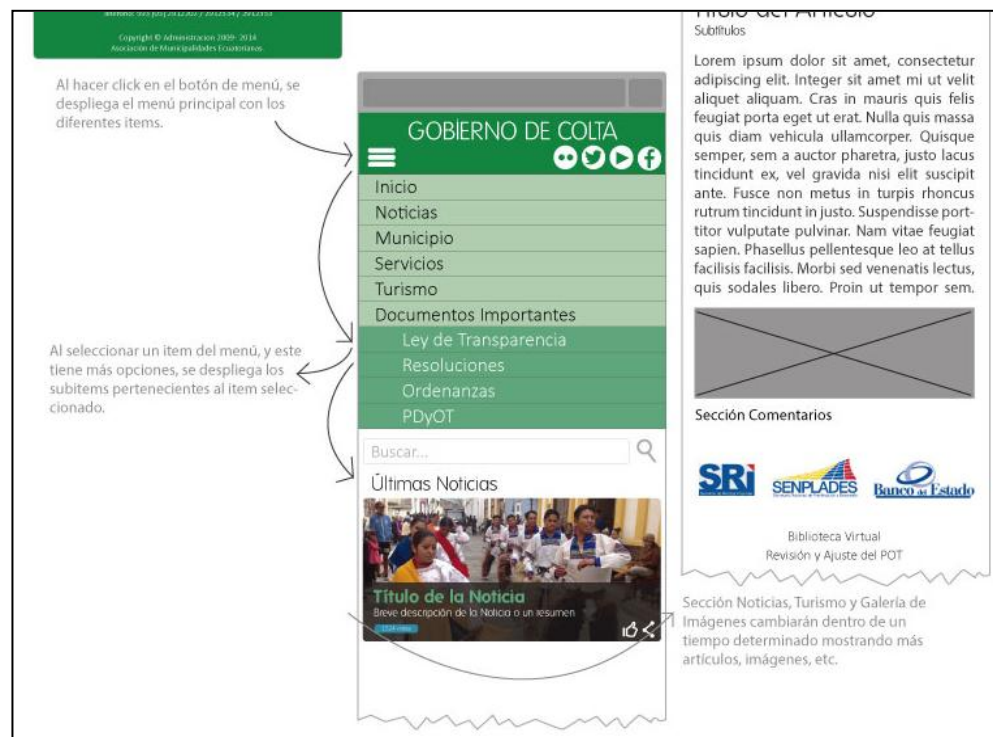 Copyright © Administracion 2009- 2014
Asociación de Municipalidades Ecuatorianos
Al hacer click en el botón de menú, se
despliega el menú principal con los
diferentes items.
GOBIERNO DE COLTA
Inicio
Noticias
Municipio
Servicios
Turismo
Documentos Importantes
Ley de Transparencia
Resoluciones
Ordenanzas
PDyOT
Al seleccionar un item del menú, y este
tiene más opciones, se despliega los
subitems pertenecientes al item selec-
cionado.
Buscar...
Últimas Noticias
Título de la Noticia
Breve descripción de la Noticia o un resumen
Título del Artículo
Subtítulos
Lorem ipsum dolor sit amet, consectetur
adipiscing elit. Integer sit amet mi ut velit
aliquet aliquam. Cras in mauris quis felis
feugiat porta eget ut erat. Nulla quis massa
quis diam vehicula ullamcorper. Quisque
semper, sem a auctor pharetra, justo lacus
tincidunt ex, vel gravida nisi elit suscipit
ante. Fusce non metus in turpis rhoncus
rutrum tincidunt in justo. Suspendisse port-
titor vulputate pulvinar. Nam vitae feugiat
sapien. Phasellus pellentesque leo at tellus
facilisis facilisis. Morbi sed venenatis lectus,
quis sodales libero. Proin ut tempor sem.
Sección Comentarios
SRi
SENPLADES
Banco del Estado
Biblioteca Virtual
Revisión y Ajuste del POT
Sección Noticias, Turismo y Galería de
Imágenes cambiarán dentro de un
tiempo determinado mostrando más
artículos, imágenes, etc.